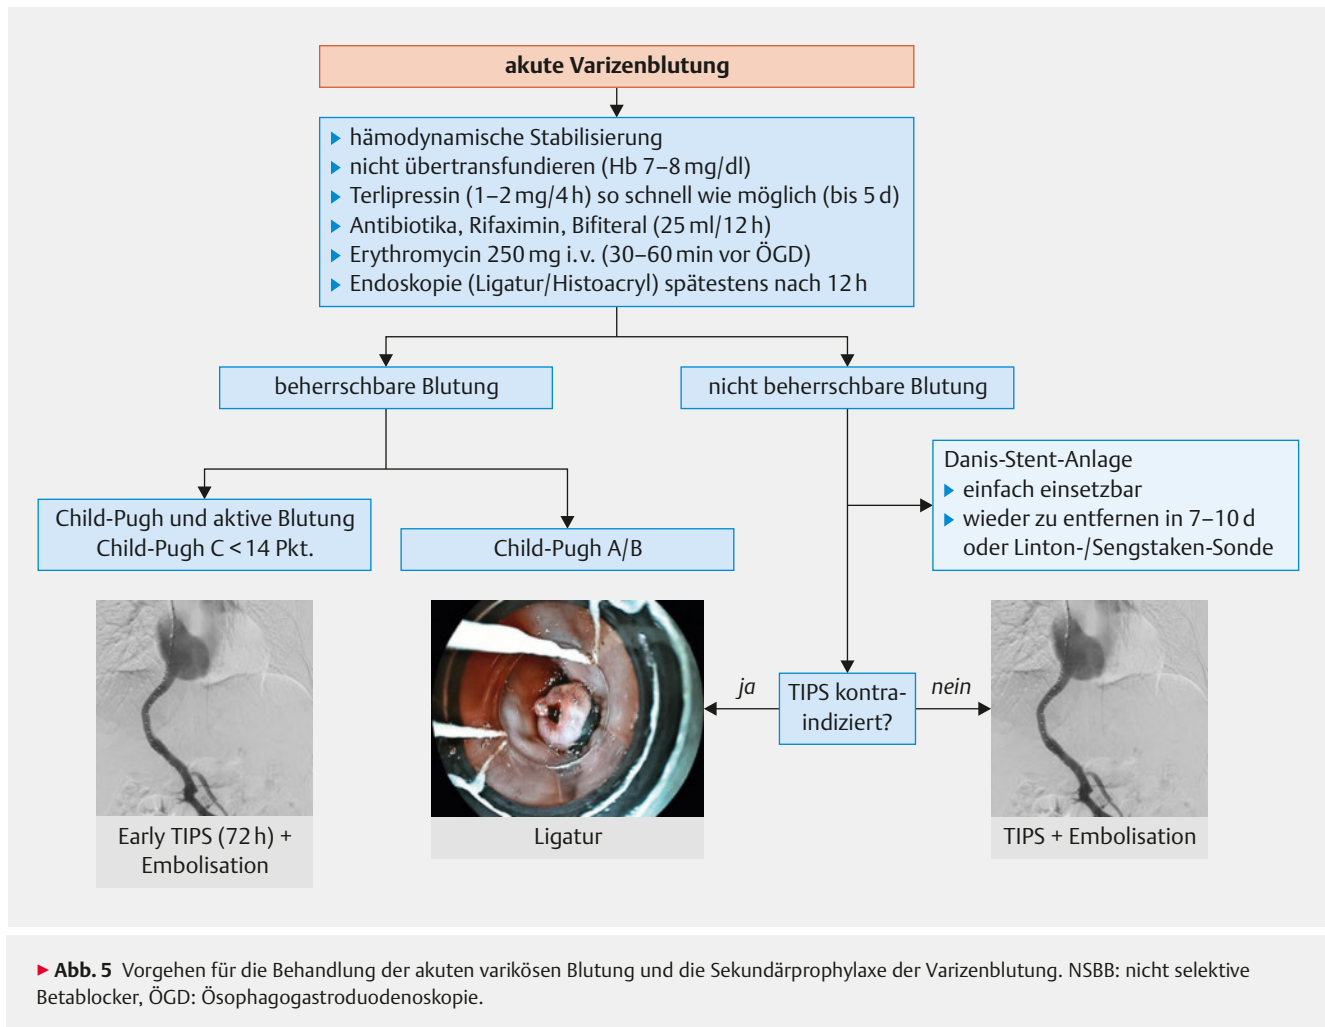 akute Varizenblutung
▶ hämodynamische Stabilisierung
▶ nicht übertransfundieren (Hb 7–8 mg/dl)
▶ Terlipressin (1–2 mg/4 h) so schnell wie möglich (bis 5 d)
▶ Antibiotika, Rifaximin, Bifiteral (25 ml/12 h)
▶ Erythromycin 250 mg i. v. (30–60 min vor ÖGD)
▶ Endoskopie (Ligatur/Histoacryl) spätestens nach 12 h
beherrschbare Blutung
nicht beherrschbare Blutung
Danis-Stent-Anlage
▶ einfach einsetzbar
▶ wieder zu entfernen in 7–10 d
oder Linton-/Sengstaken-Sonde
Child-Pugh und aktive Blutung
Child-Pugh C < 14 Pkt.
Child-Pugh A/B
ja
TIPS kontra-
indiziert?
nein
Early TIPS (72 h) +
Embolisation
Ligatur
TIPS + Embolisation
▶ Abb. 5 Vorgehen für die Behandlung der akuten varikösen Blutung und die Sekundärprophylaxe der Varizenblutung. NSBB: nicht selektive
Betablocker, ÖGD: Ösophagogastroduodenoskopie.